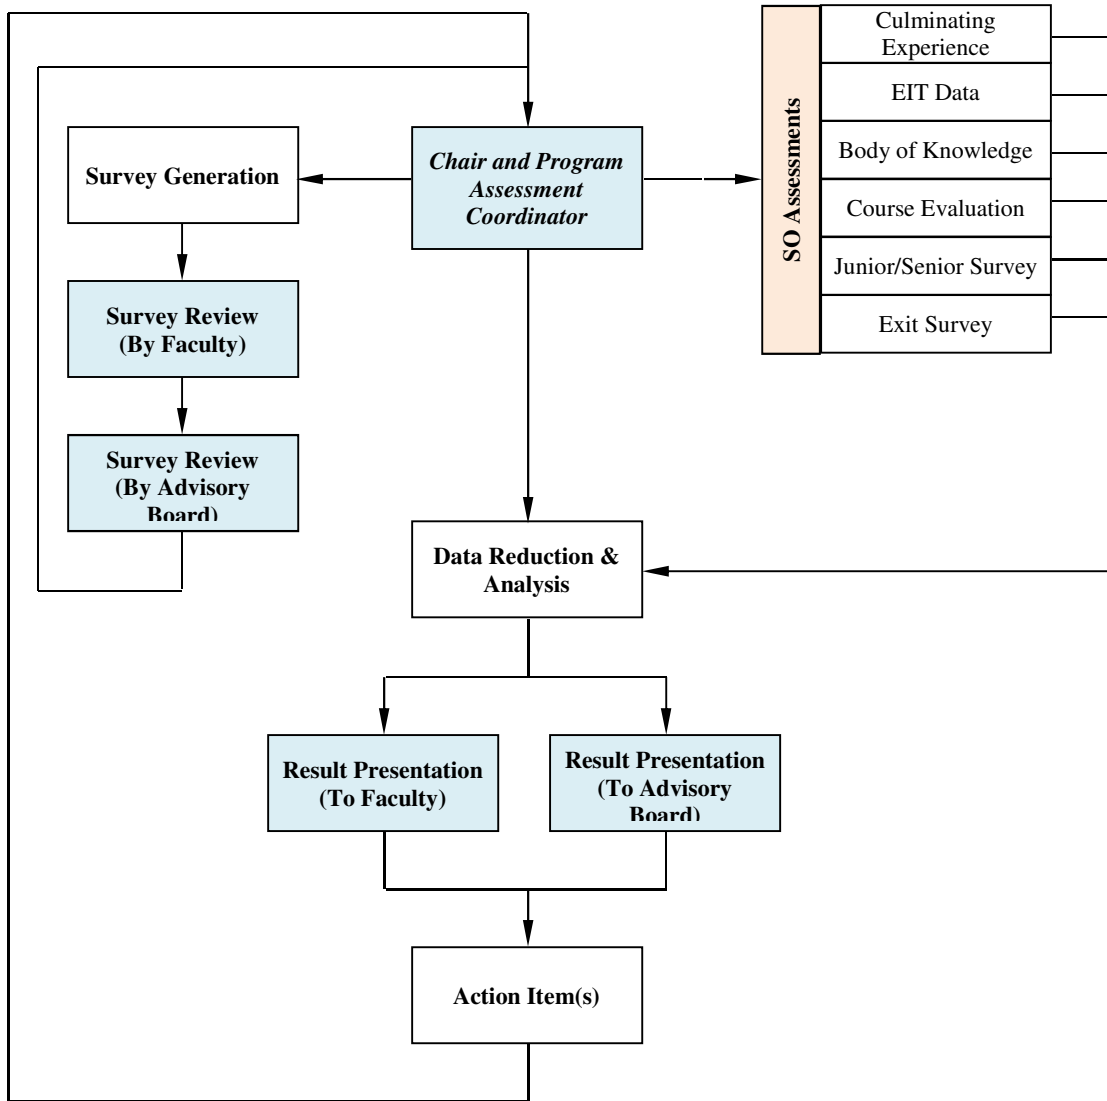 Culminating
Experience
EIT Data
Body of Knowledge
Course Evaluation
Junior/Senior Survey
Exit Survey
SO Assessments
Chair and Program
Assessment
Coordinator
Survey Generation
Survey Review
(By Faculty)
Survey Review
(By Advisory
Board)
Data Reduction &
Analysis
Result Presentation
(To Faculty)
Result Presentation
(To Advisory
Board)
Action Item(s)